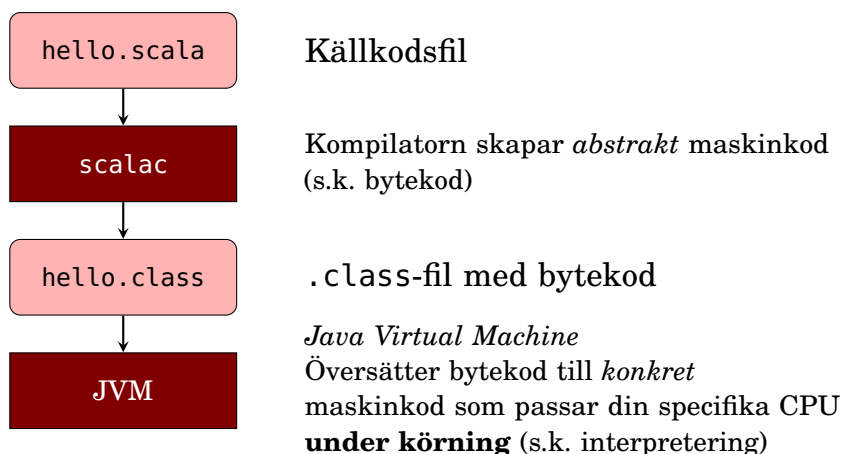 hello.scala
Källkodsfil
scalac
Kompilatorn skapar abstrakt maskinkod
(s.k. bytekod)
hello.class
.class-fil med bytekod
JVM
Java Virtual Machine
Översätter bytekod till konkret
maskinkod som passar din specifika CPU
under körning (s.k. interpretering)